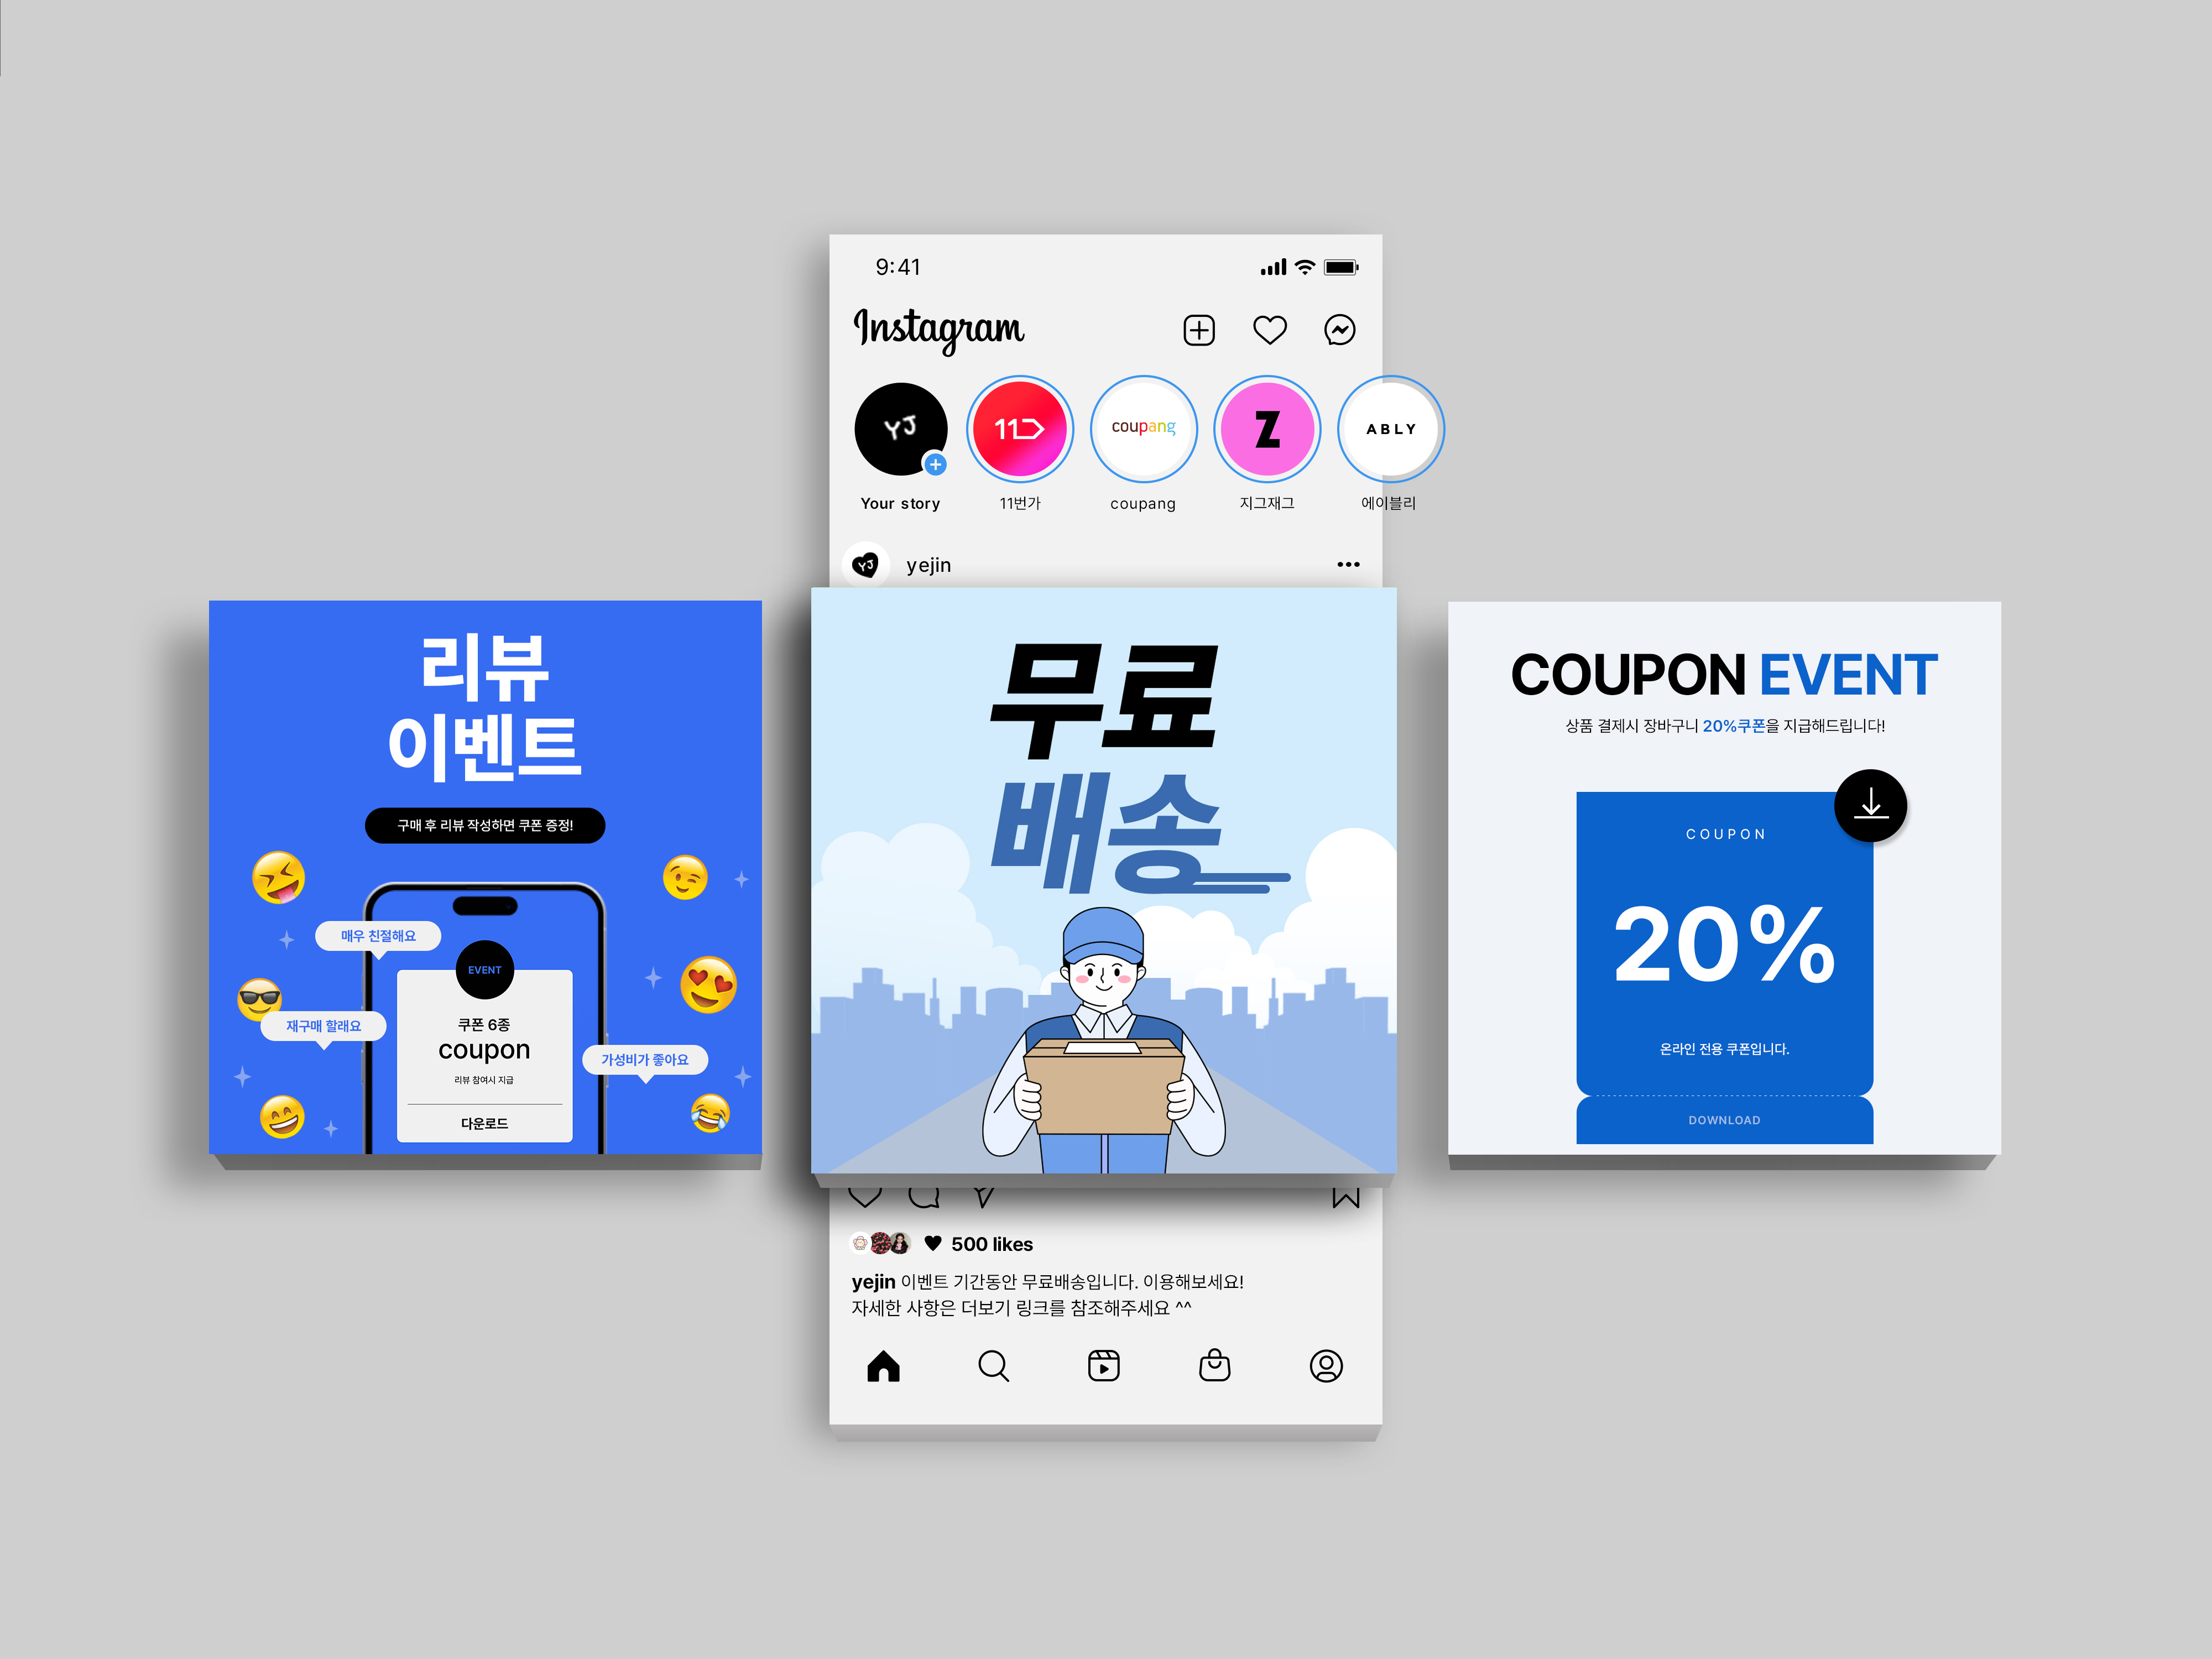 9:41
Instagram
YJ
11
coupang
Z
ABLY
Your story
11번가
coupang
지그재그
에이블리
YJ
yejin
리뷰
이벤트
구매 후 리뷰 작성하면 쿠폰 증정!
매우 친절해요
EVENT
재구매 할래요
쿠폰 6종
coupon
가성비가 좋아요
리뷰 참여시 지급
다운로드
무료
배송
COUPON EVENT
상품 결제시 장바구니 20%쿠폰을 지급해드립니다!
COUPON
20%
온라인 전용 쿠폰입니다.
DOWNLOAD
500 likes
yejin 이벤트 기간동안 무료배송입니다. 이용해보세요!
자세한 사항은 더보기 링크를 참조해주세요 ^^